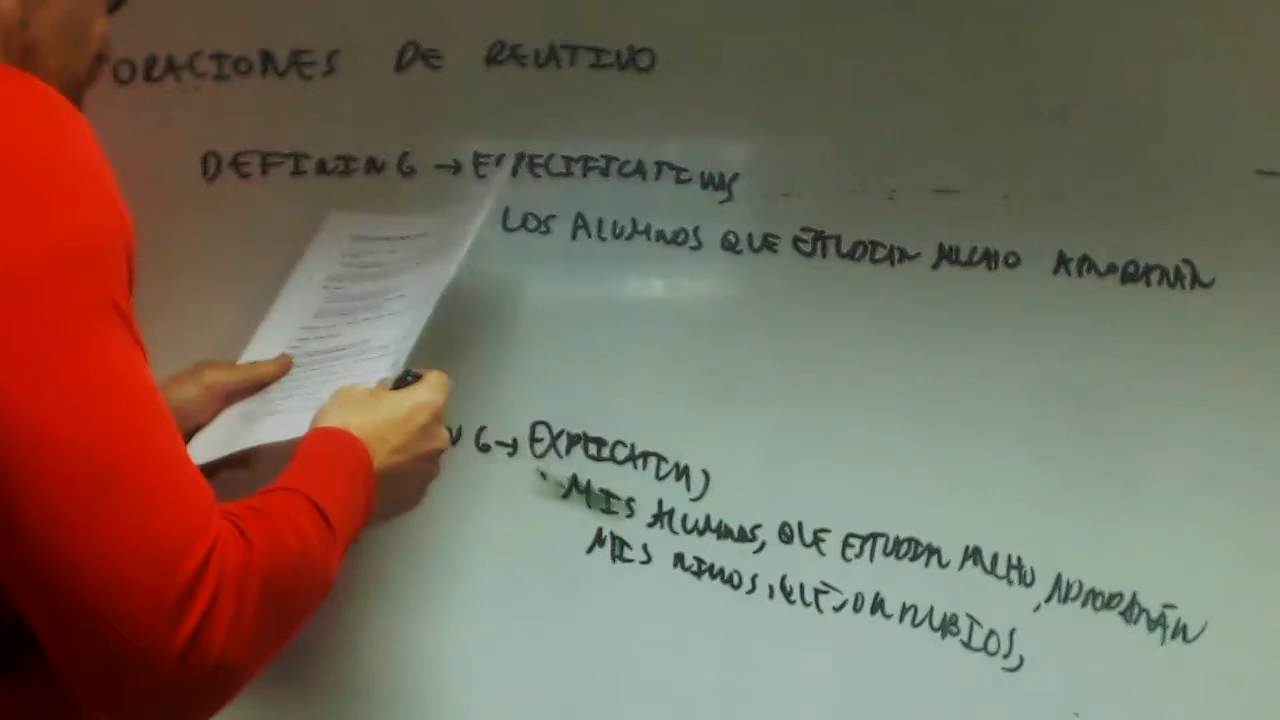 ORACIONES DE RELATIVO
DEFINING → ESPECIFICATIVAS
LOS ALUMNOS QUE ESTUDIAN MUCHO APROBARÁN
N G → EXPLICATIVAS
MIS ALUMNOS, QUE ESTUDIAN MUCHO, APROBARÁN
MIS NIÑOS, QUE SON RUBIOS,